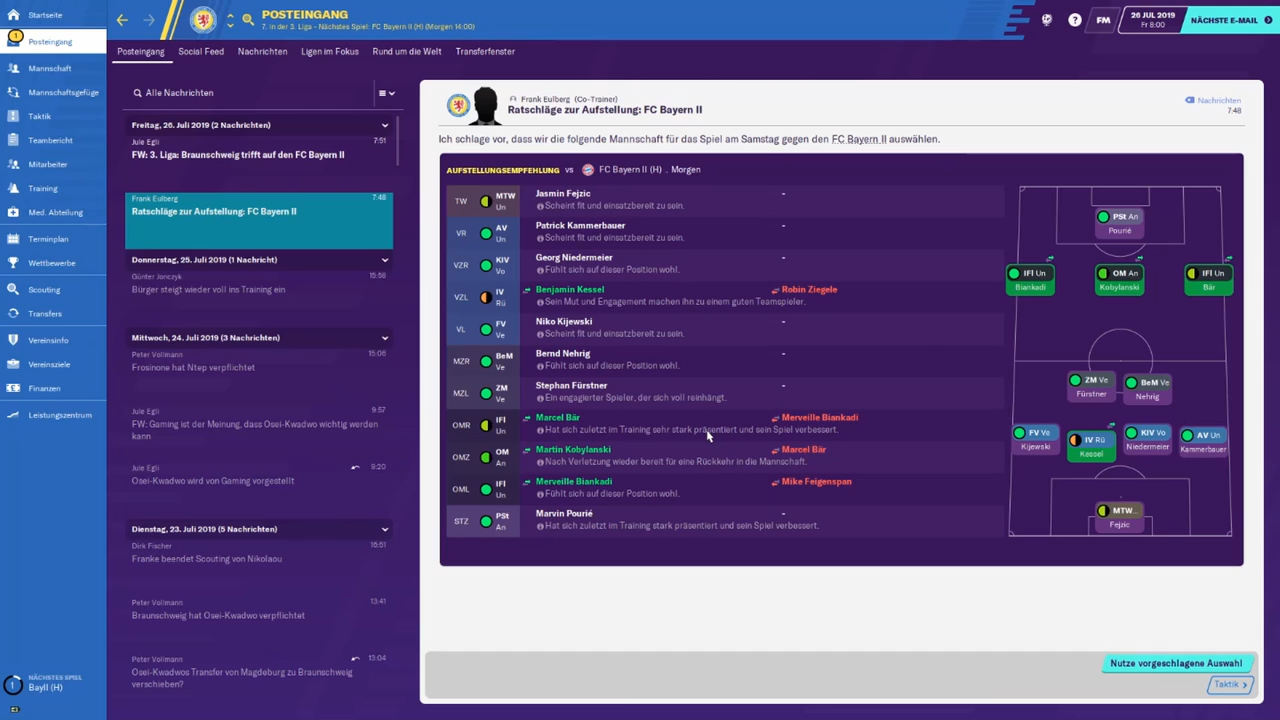 Startseite
Posteingang
Mannschaft
Mannschaftsgefüge
Taktik
Teambericht
Mitarbeiter
Training
Med. Abteilung
Terminplan
Wettbewerbe
Scouting
Transfers
Vereinsinfo
Vereinsziele
Finanzen
Leistungszentrum
NÄCHSTES SPIEL
BayII (H)
POSTEINGANG
7. in der 3. Liga - Nächstes Spiel: FC Bayern II (H) (Morgen 14:00)
FM
26 JUL 2019
Fr 8:00
NÄCHSTE E-MAIL
Posteingang Social Feed Nachrichten Ligen im Fokus Rund um die Welt Transferfenster
Alle Nachrichten
Freitag, 26. Juli 2019 (2 Nachrichten)
Jule Egli 7:51
FW: 3. Liga: Braunschweig trifft auf den FC Bayern II
Frank Eulberg 7:48
Ratschläge zur Aufstellung: FC Bayern II
Donnerstag, 25. Juli 2019 (1 Nachricht)
Günter Jonczyk 15:58
Bürger steigt wieder voll ins Training ein
Mittwoch, 24. Juli 2019 (3 Nachrichten)
Peter Vollmann 15:06
Frosinone hat Ntep verpflichtet
Jule Egli 9:57
FW: Gaming ist der Meinung, dass Osei-Kwadwo wichtig werden
kann
Jule Egli 9:20
Osei-Kwadwo wird von Gaming vorgestellt
Dienstag, 23. Juli 2019 (5 Nachrichten)
Dirk Fischer 16:51
Franke beendet Scouting von Nikolaou
Peter Vollmann 13:41
Braunschweig hat Osei-Kwadwo verpflichtet
Peter Vollmann 13:04
Osei-Kwadwos Transfer von Magdeburg zu Braunschweig
verschieben?
Frank Eulberg (Co-Trainer)
Ratschläge zur Aufstellung: FC Bayern II
Nachrichten
7:48
Ich schlage vor, dass wir die folgende Mannschaft für das Spiel am Samstag gegen den FC Bayern II auswählen.
AUFSTELLUNGSEMPFEHLUNG vs FC Bayern II (H) . Morgen
TW MTW Un Jasmin Fejzic -
Scheint fit und einsatzbereit zu sein.
VR AV Un Patrick Kammerbauer -
Scheint fit und einsatzbereit zu sein.
VZR KIV Vo Georg Niedermeier -
Fühlt sich auf dieser Position wohl.
VZL IV Rü Benjamin Kessel Robin Ziegele
Sein Mut und Engagement machen ihn zu einem guten Teamspieler.
VL FV Ve Niko Kijewski -
Scheint fit und einsatzbereit zu sein.
MZR BeM Ve Bernd Nehrig -
Fühlt sich auf dieser Position wohl.
MZL ZM Ve Stephan Fürstner -
Ein engagierter Spieler, der sich voll reinhängt.
OMR IFl Un Marcel Bär Merveille Biankadi
Hat sich zuletzt im Training sehr stark präsentiert und sein Spiel verbessert.
OMZ OM An Martin Kobylanski Marcel Bär
Nach Verletzung wieder bereit für eine Rückkehr in die Mannschaft.
OML IFl Un Merveille Biankadi Mike Feigenspan
Fühlt sich auf dieser Position wohl.
STZ PSt An Marvin Pourié -
Hat sich zuletzt im Training stark präsentiert und sein Spiel verbessert.
PSt An
Pourié
IFl Un OM An IFl Un
Biankadi Kobylanski Bär
ZM Ve BeM Ve
Fürstner Nehrig
FV Ve IV Rü KIV Vo AV Un
Kijewski Kessel Niedermeier Kammerbauer
MTW...
Fejzic
Nutze vorgeschlagene Auswahl
Taktik